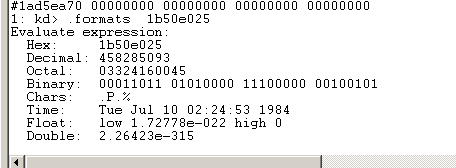 #1ad5ea70 00000000 00000000 00000000 00000000
1: kd> .formats  1b50e025
Evaluate expression:
  Hex:     1b50e025
  Decimal: 458285093
  Octal:   03324160045
  Binary:  00011011 01010000 11100000 00100101
  Chars:   .P.%
  Time:    Tue Jul 10 02:24:53 1984
  Float:   low 1.72778e-022 high 0
  Double:  2.26423e-315